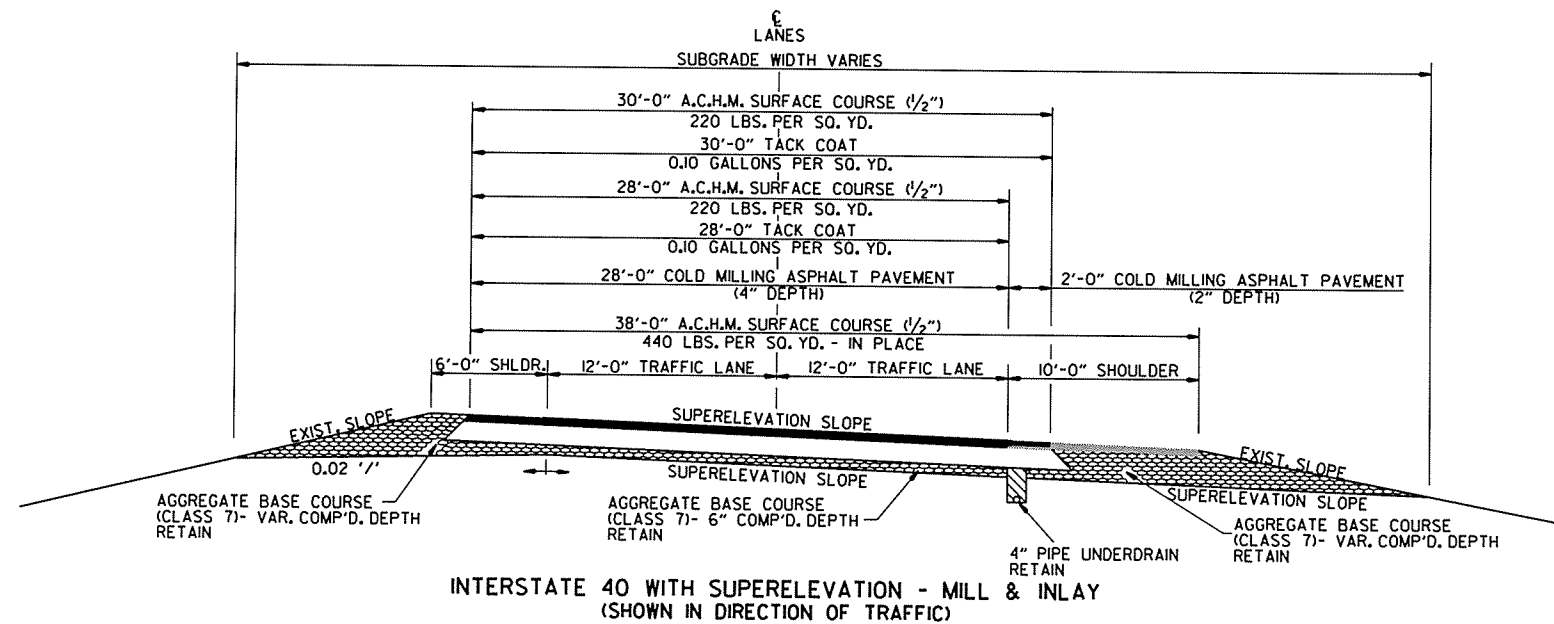 ℄
LANES
SUBGRADE WIDTH VARIES
30'-0" A.C.H.M. SURFACE COURSE (1/2")
220 LBS. PER SQ. YD.
30'-0" TACK COAT
0.10 GALLONS PER SQ. YD.
28'-0" A.C.H.M. SURFACE COURSE (1/2")
220 LBS. PER SQ. YD.
28'-0" TACK COAT
0.10 GALLONS PER SQ. YD.
28'-0" COLD MILLING ASPHALT PAVEMENT
(4" DEPTH)
2'-0" COLD MILLING ASPHALT PAVEMENT
(2" DEPTH)
38'-0" A.C.H.M. SURFACE COURSE (1/2")
440 LBS. PER SQ. YD. - IN PLACE
6'-0" SHLDR.
12'-0" TRAFFIC LANE
12'-0" TRAFFIC LANE
10'-0" SHOULDER
EXIST. SLOPE
SUPERELEVATION SLOPE
EXIST. SLOPE
0.02 '/'
SUPERELEVATION SLOPE
SUPERELEVATION SLOPE
AGGREGATE BASE COURSE
(CLASS 7)- VAR. COMP'D. DEPTH
RETAIN
AGGREGATE BASE COURSE
(CLASS 7)- 6" COMP'D. DEPTH
RETAIN
4" PIPE UNDERDRAIN
RETAIN
AGGREGATE BASE COURSE
(CLASS 7)- VAR. COMP'D. DEPTH
RETAIN
INTERSTATE 40 WITH SUPERELEVATION - MILL & INLAY
(SHOWN IN DIRECTION OF TRAFFIC)